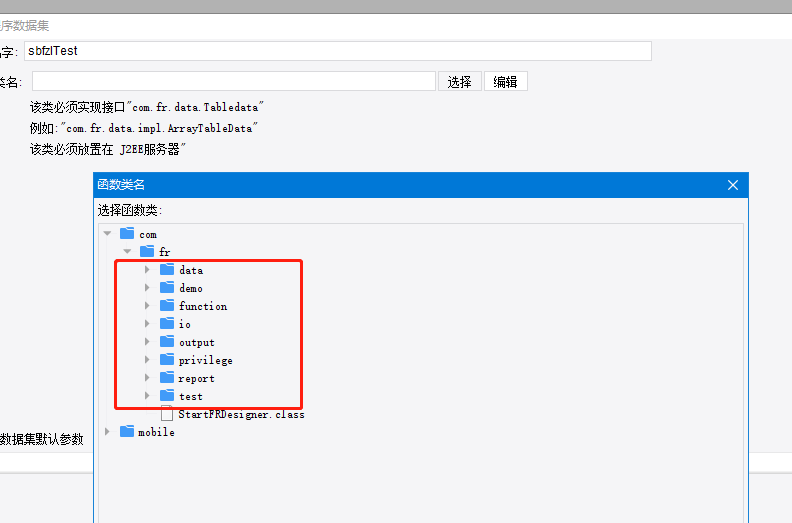 序数据集
字: sbfzlTest
类名: 选择 编辑
该类必须实现接口"com.fr.data.Tabledata"
例如:"com.fr.data.impl.ArrayTableData"
该类必须放置在 J2EE服务器"
函数类名
选择函数类:
com
fr
data
demo
function
io
output
privilege
report
test
StartFRDesigner.class
mobile
数据集默认参数